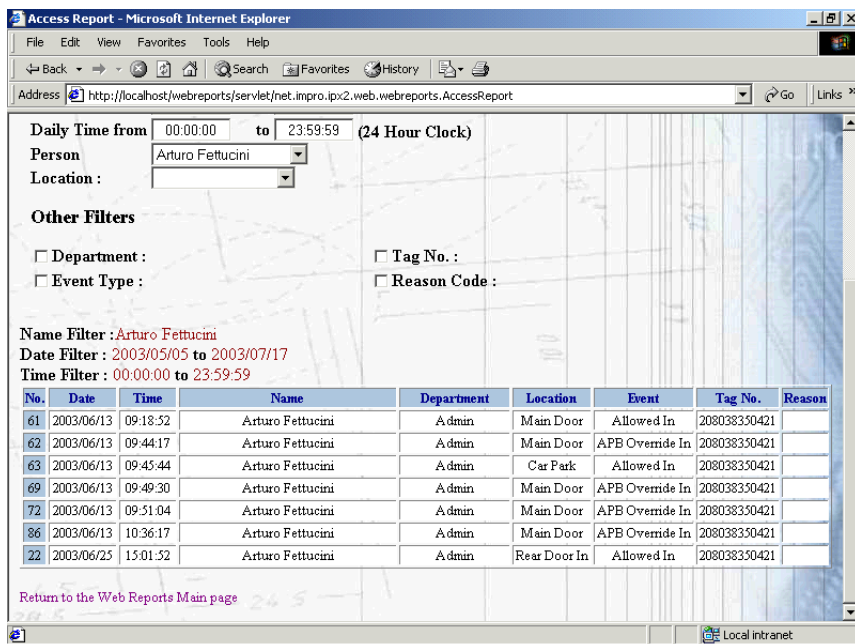 Access Report - Microsoft Internet Explorer
File Edit View Favorites Tools Help
Back Search Favorites History
Address http://localhost/webreports/servlet/net.impro.ipx2.web.webreports.AccessReport Go Links »
Daily Time from 00:00:00 to 23:59:59 (24 Hour Clock)
Person Arturo Fettucini
Location :
Other Filters
Department : Tag No. :
Event Type : Reason Code :
Name Filter :Arturo Fettucini
Date Filter : 2003/05/05 to 2003/07/17
Time Filter : 00:00:00 to 23:59:59
No. Date Time Name Department Location Event Tag No. Reason
61 2003/06/13 09:18:52 Arturo Fettucini Admin Main Door Allowed In 208038350421
62 2003/06/13 09:44:17 Arturo Fettucini Admin Main Door APB Override In 208038350421
63 2003/06/13 09:45:44 Arturo Fettucini Admin Car Park Allowed In 208038350421
69 2003/06/13 09:49:30 Arturo Fettucini Admin Main Door APB Override In 208038350421
72 2003/06/13 09:51:04 Arturo Fettucini Admin Main Door APB Override In 208038350421
86 2003/06/13 10:36:17 Arturo Fettucini Admin Main Door APB Override In 208038350421
22 2003/06/25 15:01:52 Arturo Fettucini Admin Rear Door In Allowed In 208038350421
Return to the Web Reports Main page
Local intranet